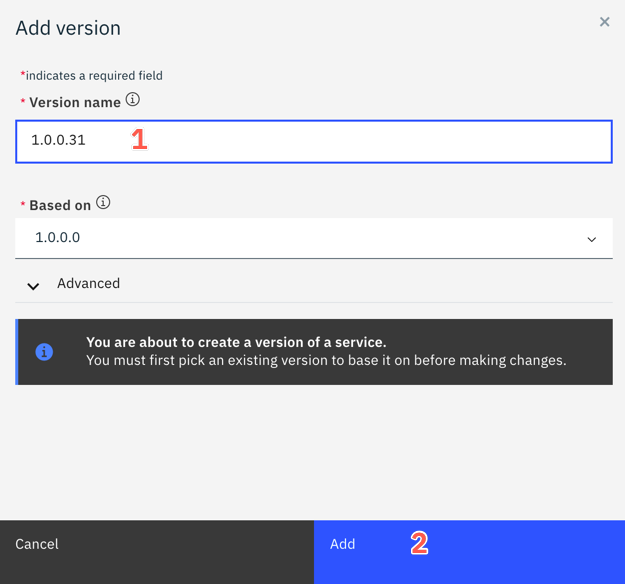 Add version
*indicates a required field
* Version name
1.0.0.31 1
* Based on
1.0.0.0
Advanced
You are about to create a version of a service.
You must first pick an existing version to base it on before making changes.
Cancel
Add 2